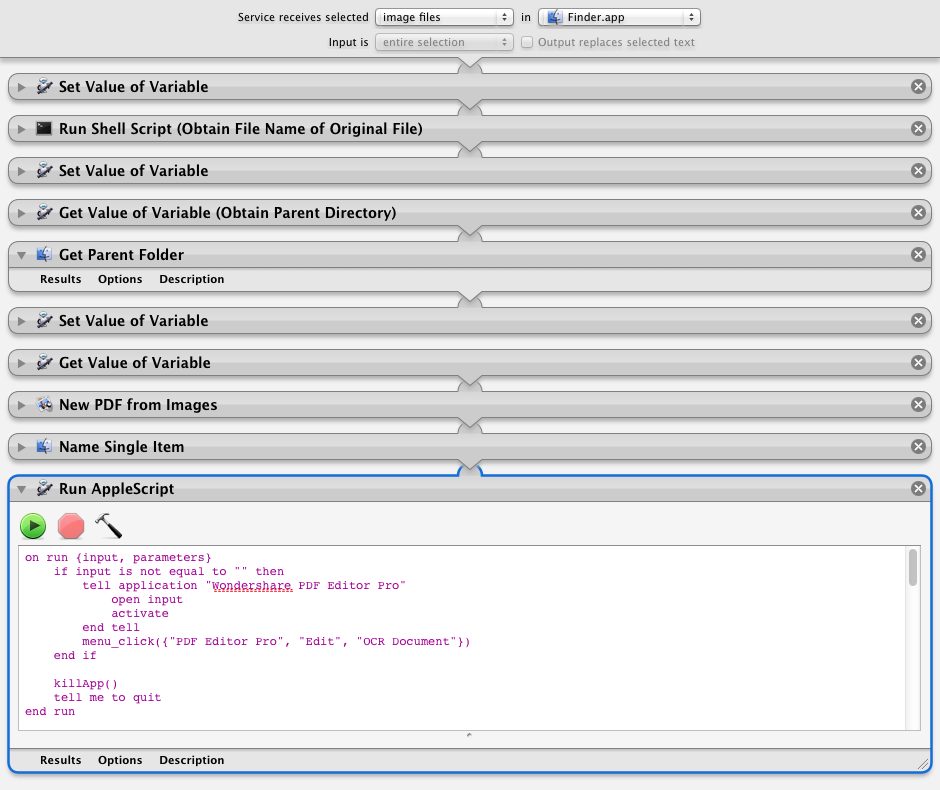 Service receives selected image files in Finder.app
Input is entire selection Output replaces selected text
Set Value of Variable
Run Shell Script (Obtain File Name of Original File)
Set Value of Variable
Get Value of Variable (Obtain Parent Directory)
Get Parent Folder
Results Options Description
Set Value of Variable
Get Value of Variable
New PDF from Images
Name Single Item
Run AppleScript
on run {input, parameters}
if input is not equal to "" then
tell application "Wondershare PDF Editor Pro"
open input
activate
end tell
menu_click({"PDF Editor Pro", "Edit", "OCR Document"})
end if
killApp()
tell me to quit
end run
Results Options Description